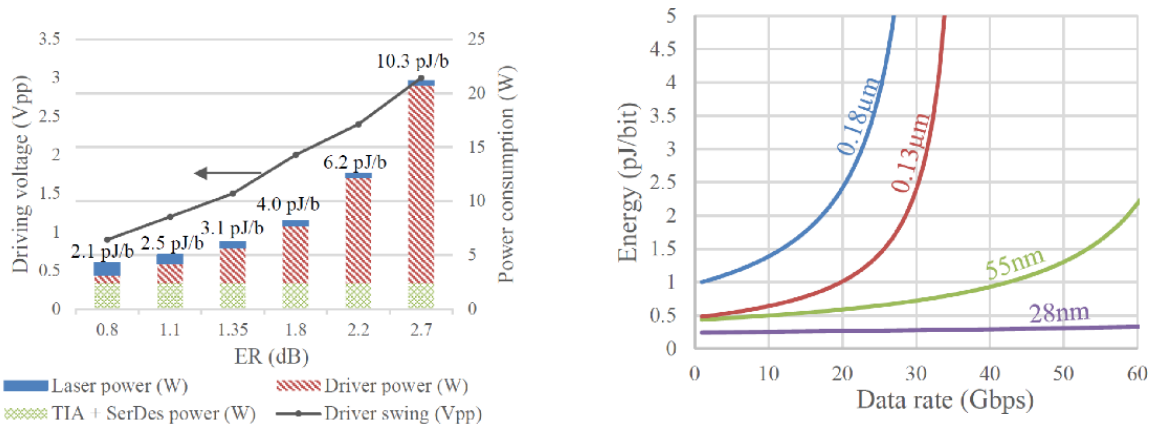 3.5
3
2.5
2
1.5
1
0.5
0
Driving voltage (Vpp)
25
20
15
10
5
0
Power consumption (W)
2.1 pJ/b
2.5 pJ/b
3.1 pJ/b
4.0 pJ/b
6.2 pJ/b
10.3 pJ/b
0.8 1.1 1.35 1.8 2.2 2.7
ER (dB)
Laser power (W) Driver power (W)
TIA + SerDes power (W) Driver swing (Vpp)
5
4.5
4
3.5
3
2.5
2
1.5
1
0.5
0
Energy (pJ/bit)
0.18μm
0.13μm
55nm
28nm
0 10 20 30 40 50 60
Data rate (Gbps)